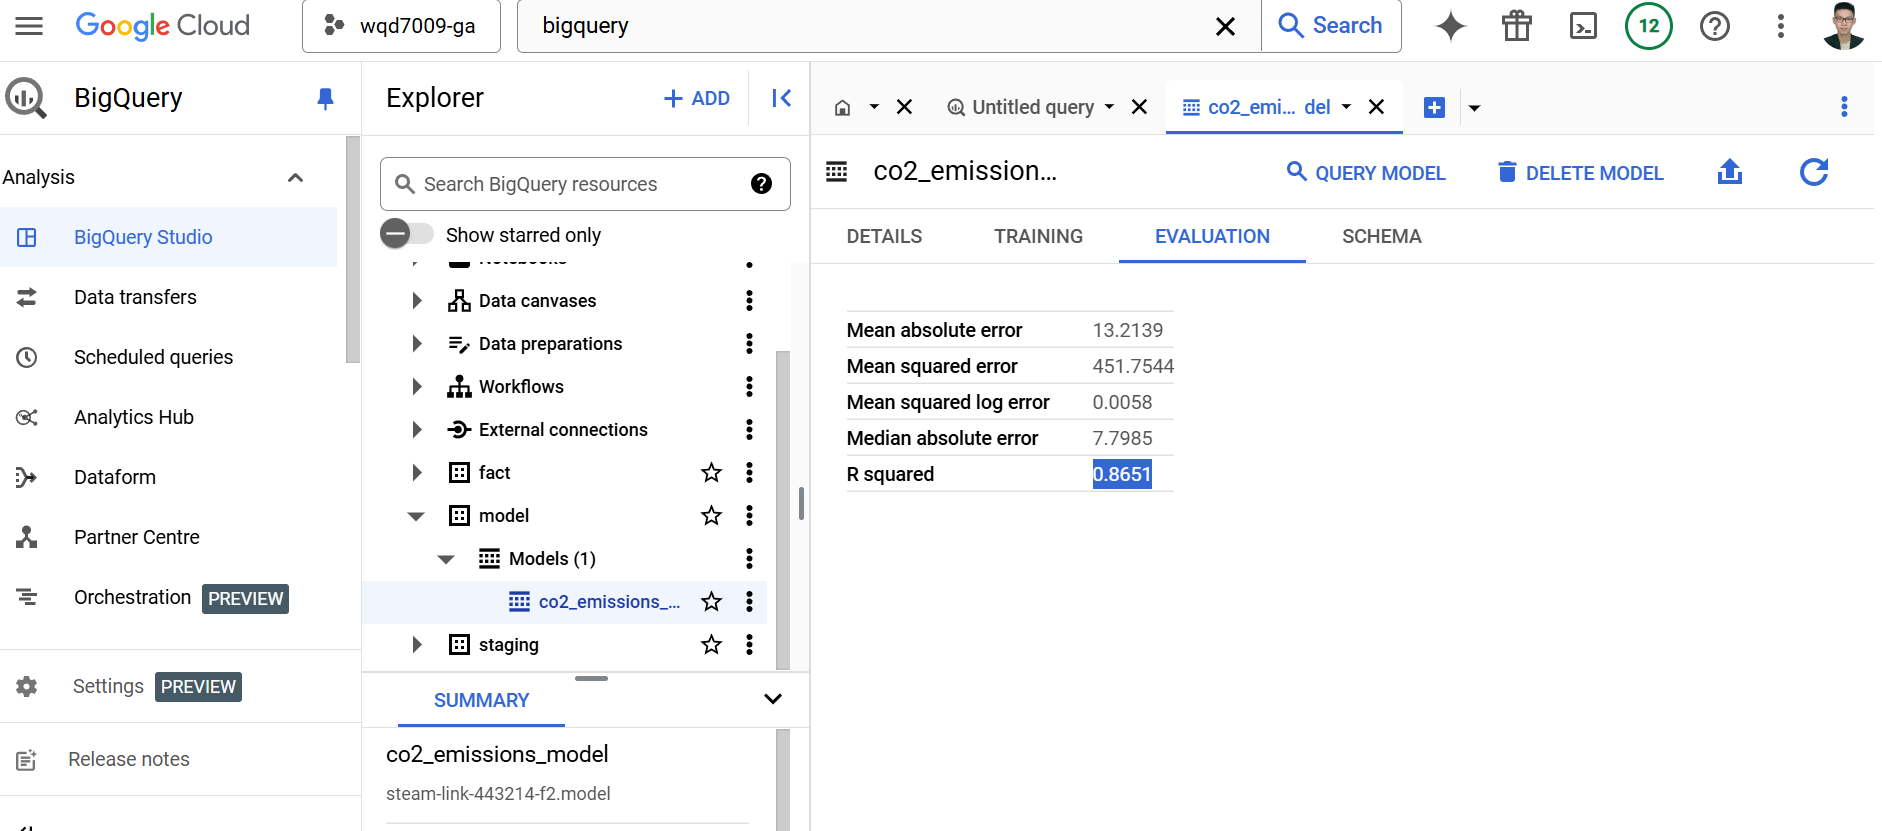 Google Cloud
wqd7009-ga
bigquery
Search
12
BigQuery
Analysis
BigQuery Studio
Data transfers
Scheduled queries
Analytics Hub
Dataform
Partner Centre
Orchestration PREVIEW
Settings PREVIEW
Release notes
Explorer
ADD
Search BigQuery resources
Show starred only
Notebooks
Data canvases
Data preparations
Workflows
External connections
fact
model
Models (1)
co2_emissions_...
staging
SUMMARY
co2_emissions_model
steam-link-443214-f2.model
Untitled query
co2_emi... del
co2_emission...
QUERY MODEL
DELETE MODEL
DETAILS TRAINING EVALUATION SCHEMA
Mean absolute error 13.2139
Mean squared error 451.7544
Mean squared log error 0.0058
Median absolute error 7.7985
R squared 0.8651